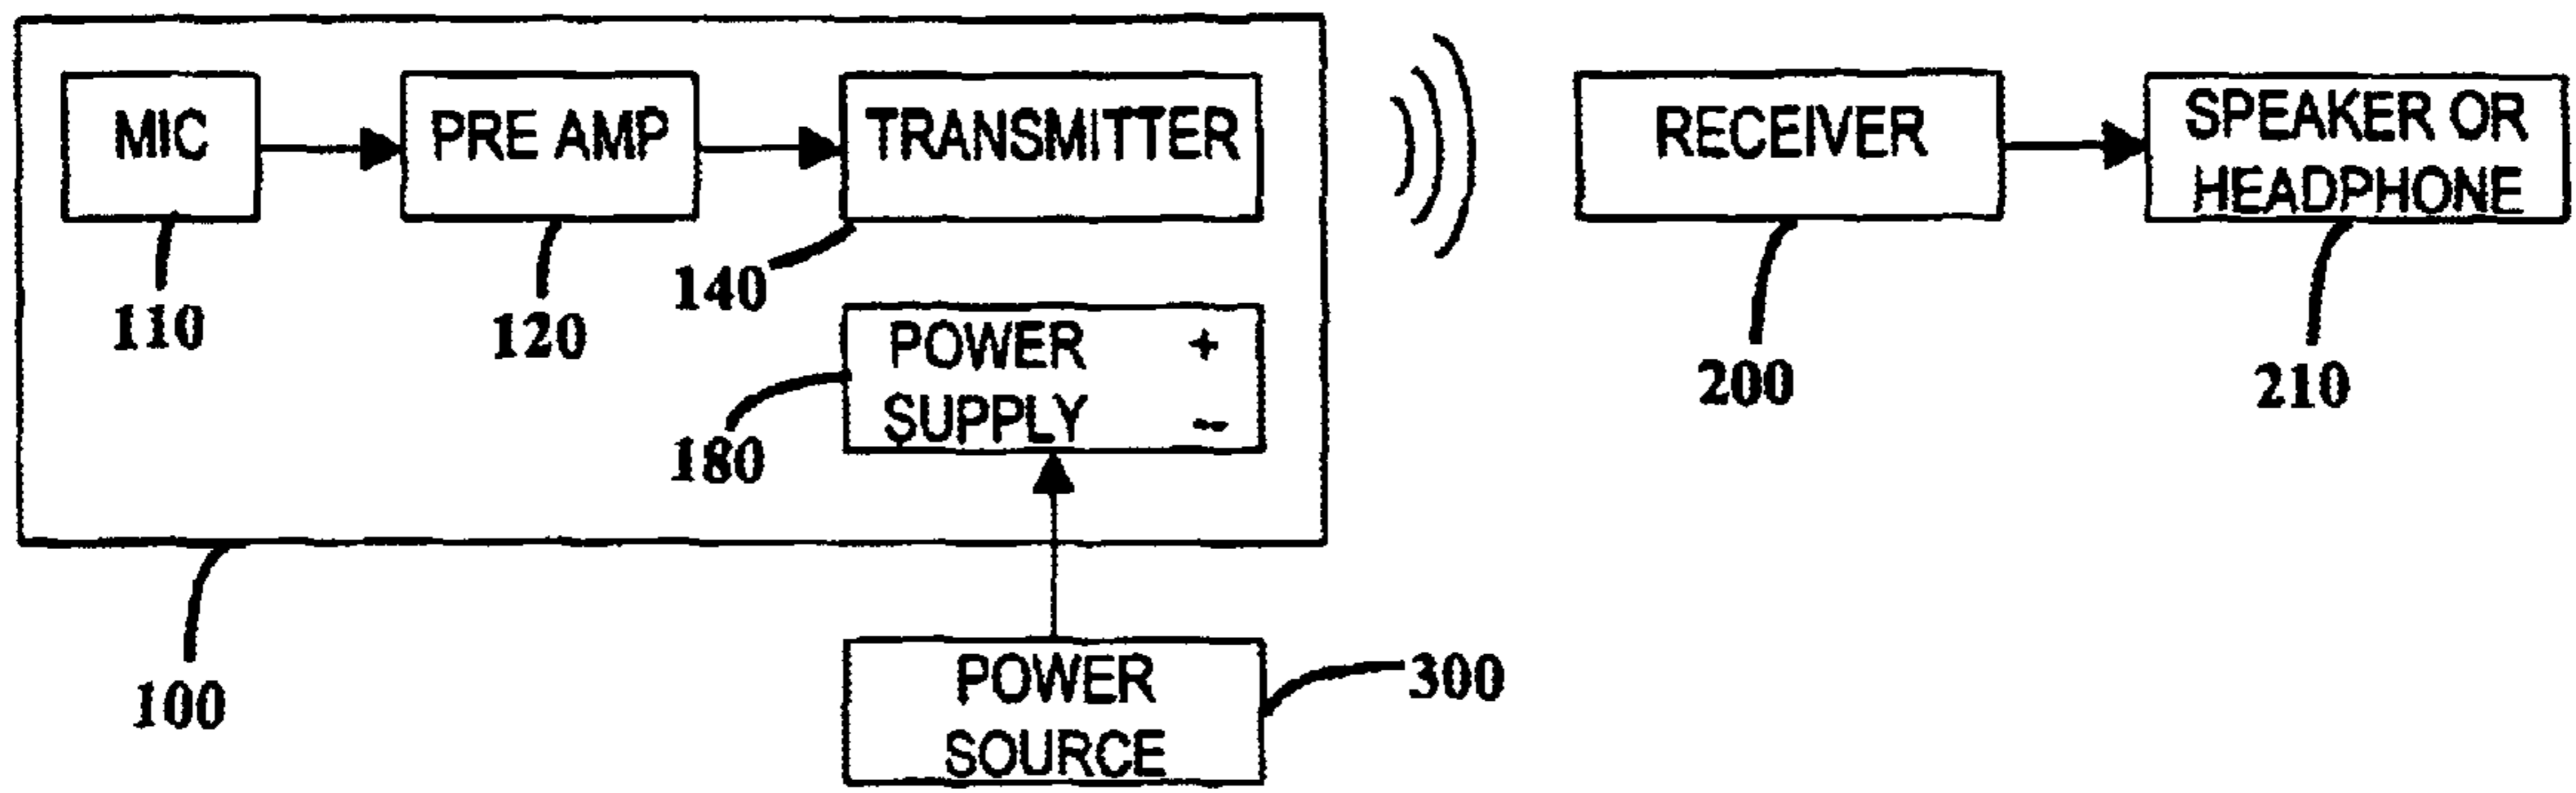 MIC
PRE AMP
TRANSMITTER
RECEIVER
SPEAKER OR
HEADPHONE
110
120
140
200
210
POWER +
SUPPLY --
180
100
POWER
SOURCE
300